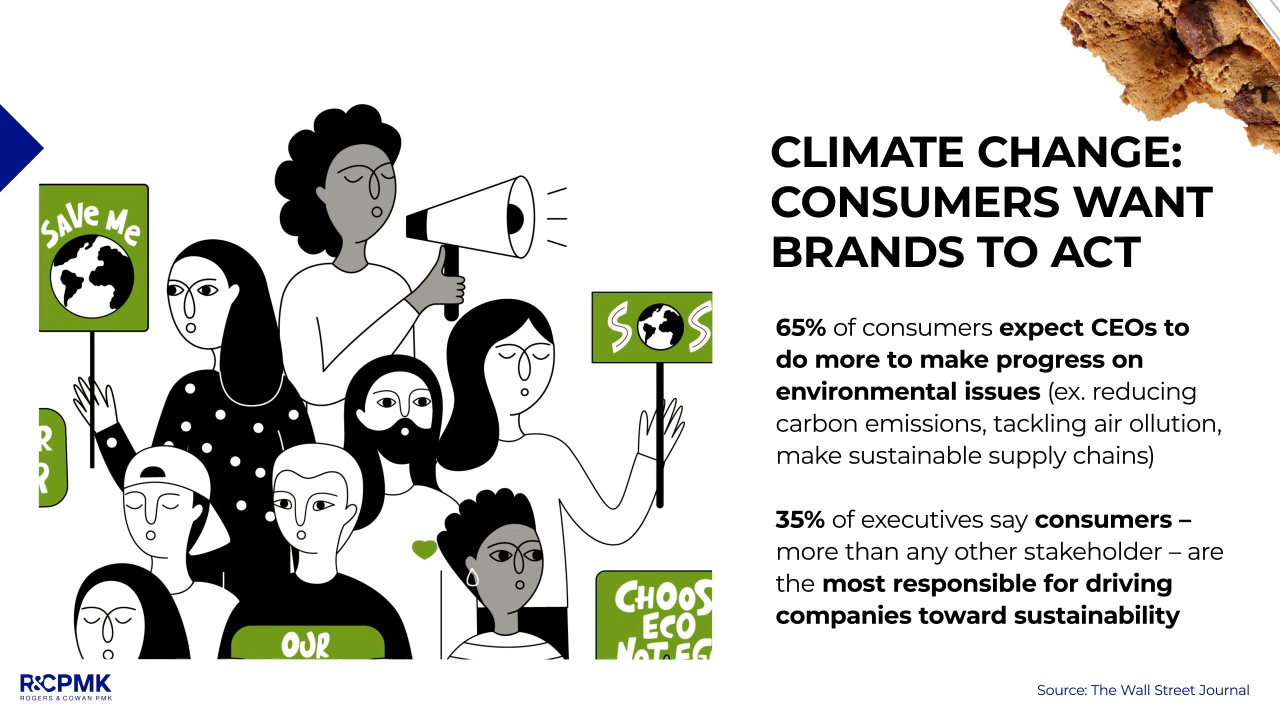 CLIMATE CHANGE:
CONSUMERS WANT
BRANDS TO ACT
65% of consumers expect CEOs to
do more to make progress on
environmental issues (ex. reducing
carbon emissions, tackling air ollution,
make sustainable supply chains)
35% of executives say consumers –
more than any other stakeholder – are
the most responsible for driving
companies toward sustainability
SAVe Me
SOS
R
R
OUR
CHOOS
ECO
NOT EG
R&CPMK
ROGERS & COWAN PMK
Source: The Wall Street Journal